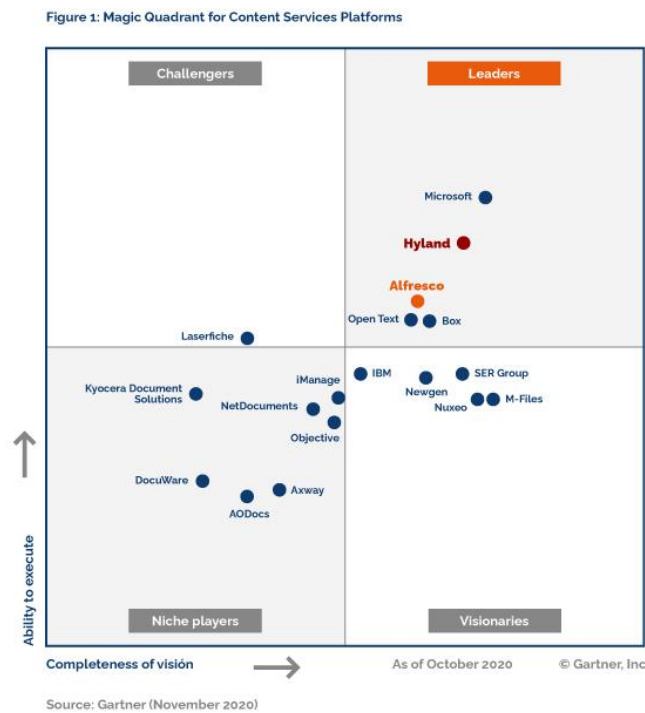 Figure 1: Magic Quadrant for Content Services Platforms
Challengers
Leaders
Microsoft
Hyland
Alfresco
Open Text
Box
Laserfiche
Kyocera Document
Solutions
iManage
NetDocuments
Objective
IBM
Newgen
SER Group
Nuxeo
M-Files
DocuWare
Axway
AODocs
Niche players
Visionaries
Ability to execute
Completeness of visión
As of October 2020
© Gartner, Inc
Source: Gartner (November 2020)